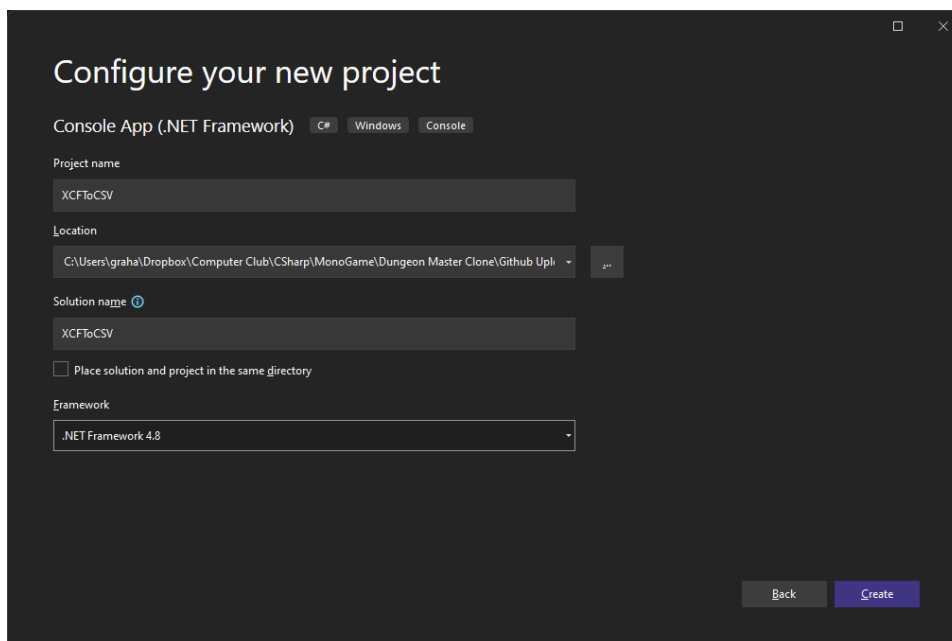 Configure your new project
Console App (.NET Framework) C# Windows Console
Project name
XCFToCSV
Location
C:\Users\graha\Dropbox\Computer Club\CSharp\MonoGame\Dungeon Master Clone\Github Uplo
...
Solution name
XCFToCSV
Place solution and project in the same directory
Framework
.NET Framework 4.8
Back Create